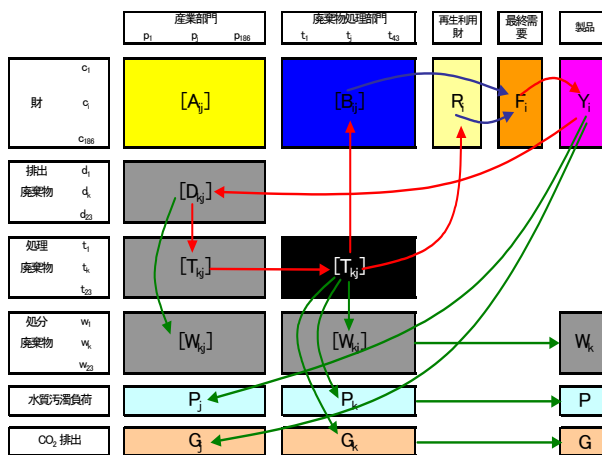 産業部門 廃棄物処理部門 再生利用 最終需 製品
p1 pj p186 t1 tj t43 財 要
c1
財 ci [Aij] [Bij] Ri Fi Yi
c186
排出 d1
廃棄物 dk [Dkj]
d23
処理 t1
廃棄物 tk [Tkj] [Tkj]
t23
処分 w1
廃棄物 wk [Wkj] [Wkj] Wk
w23
水質汚濁負荷 Pj Pk P
CO2 排出 Gj Gk G